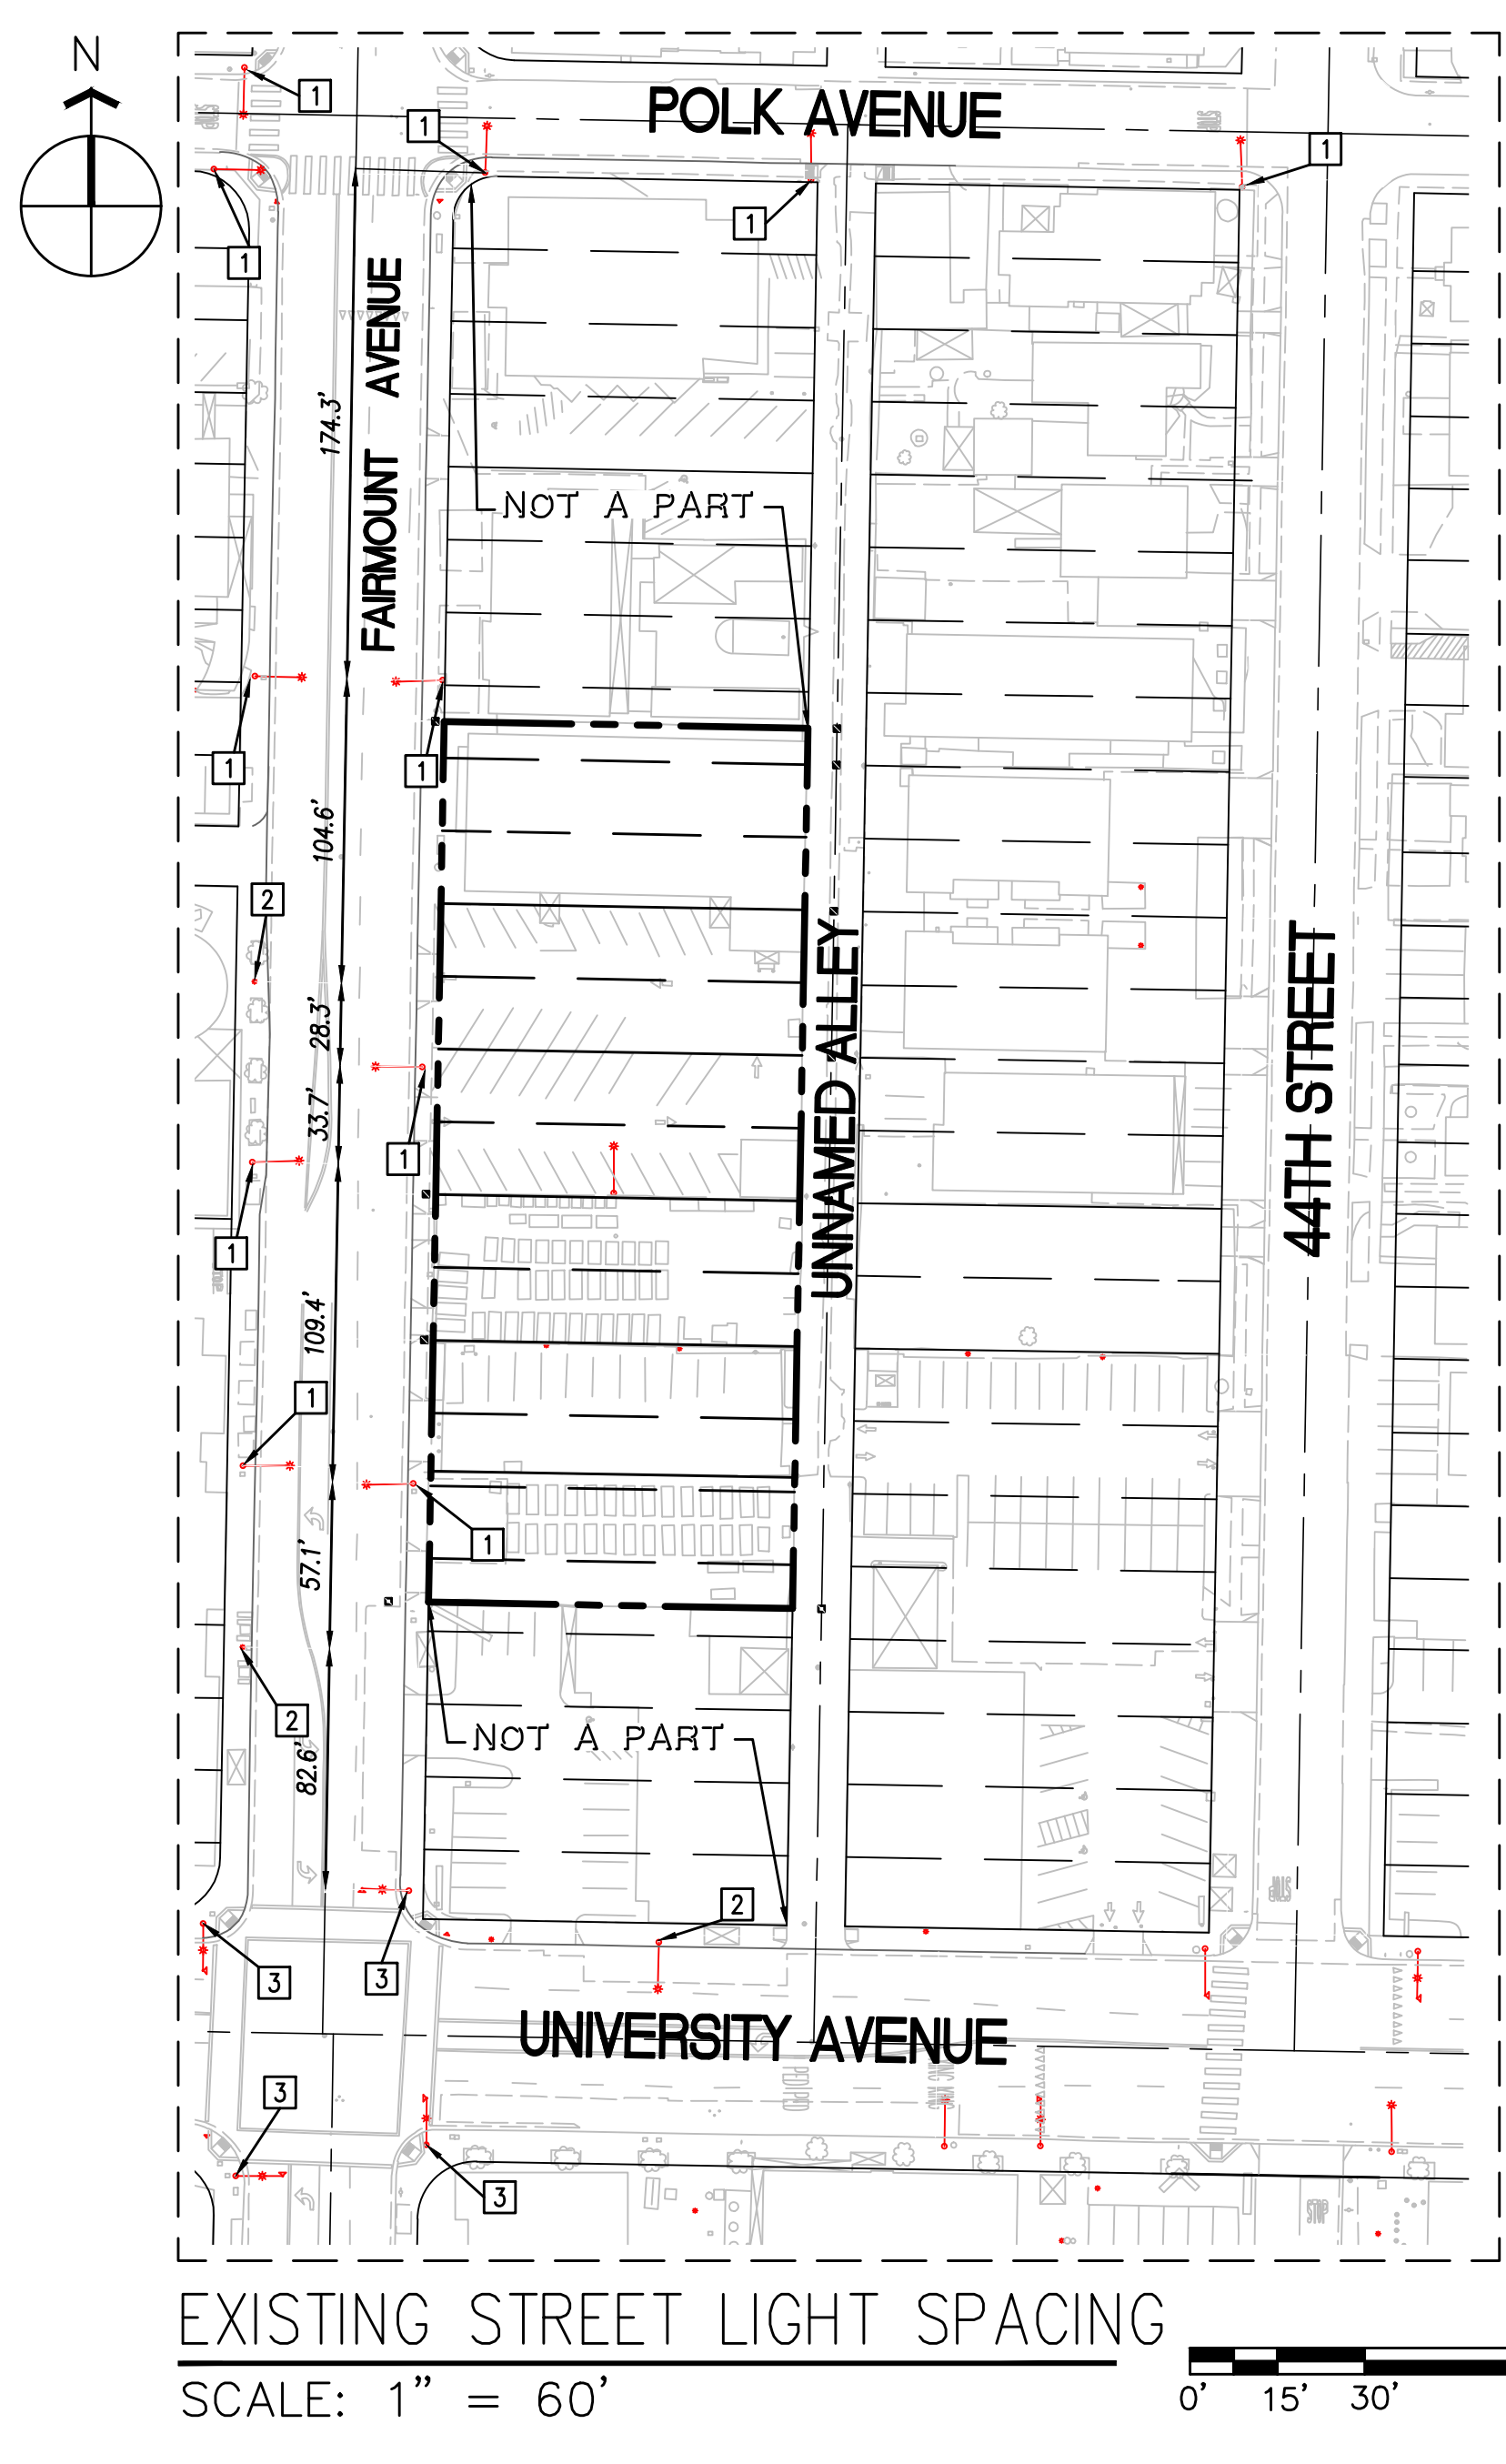 N
1
POLK AVENUE
1
1
1
1
FAIRMOUNT AVENUE
174.3'
NOT A PART
1
1
104.6'
2
UNNAMED ALLEY
44TH STREET
28.3'
33.7'
1
1
109.4'
1
1
57.1'
2
NOT A PART
82.6'
2
3
3
UNIVERSITY AVENUE
3
3
EXISTING STREET LIGHT SPACING
SCALE: 1" = 60'
0' 15' 30'